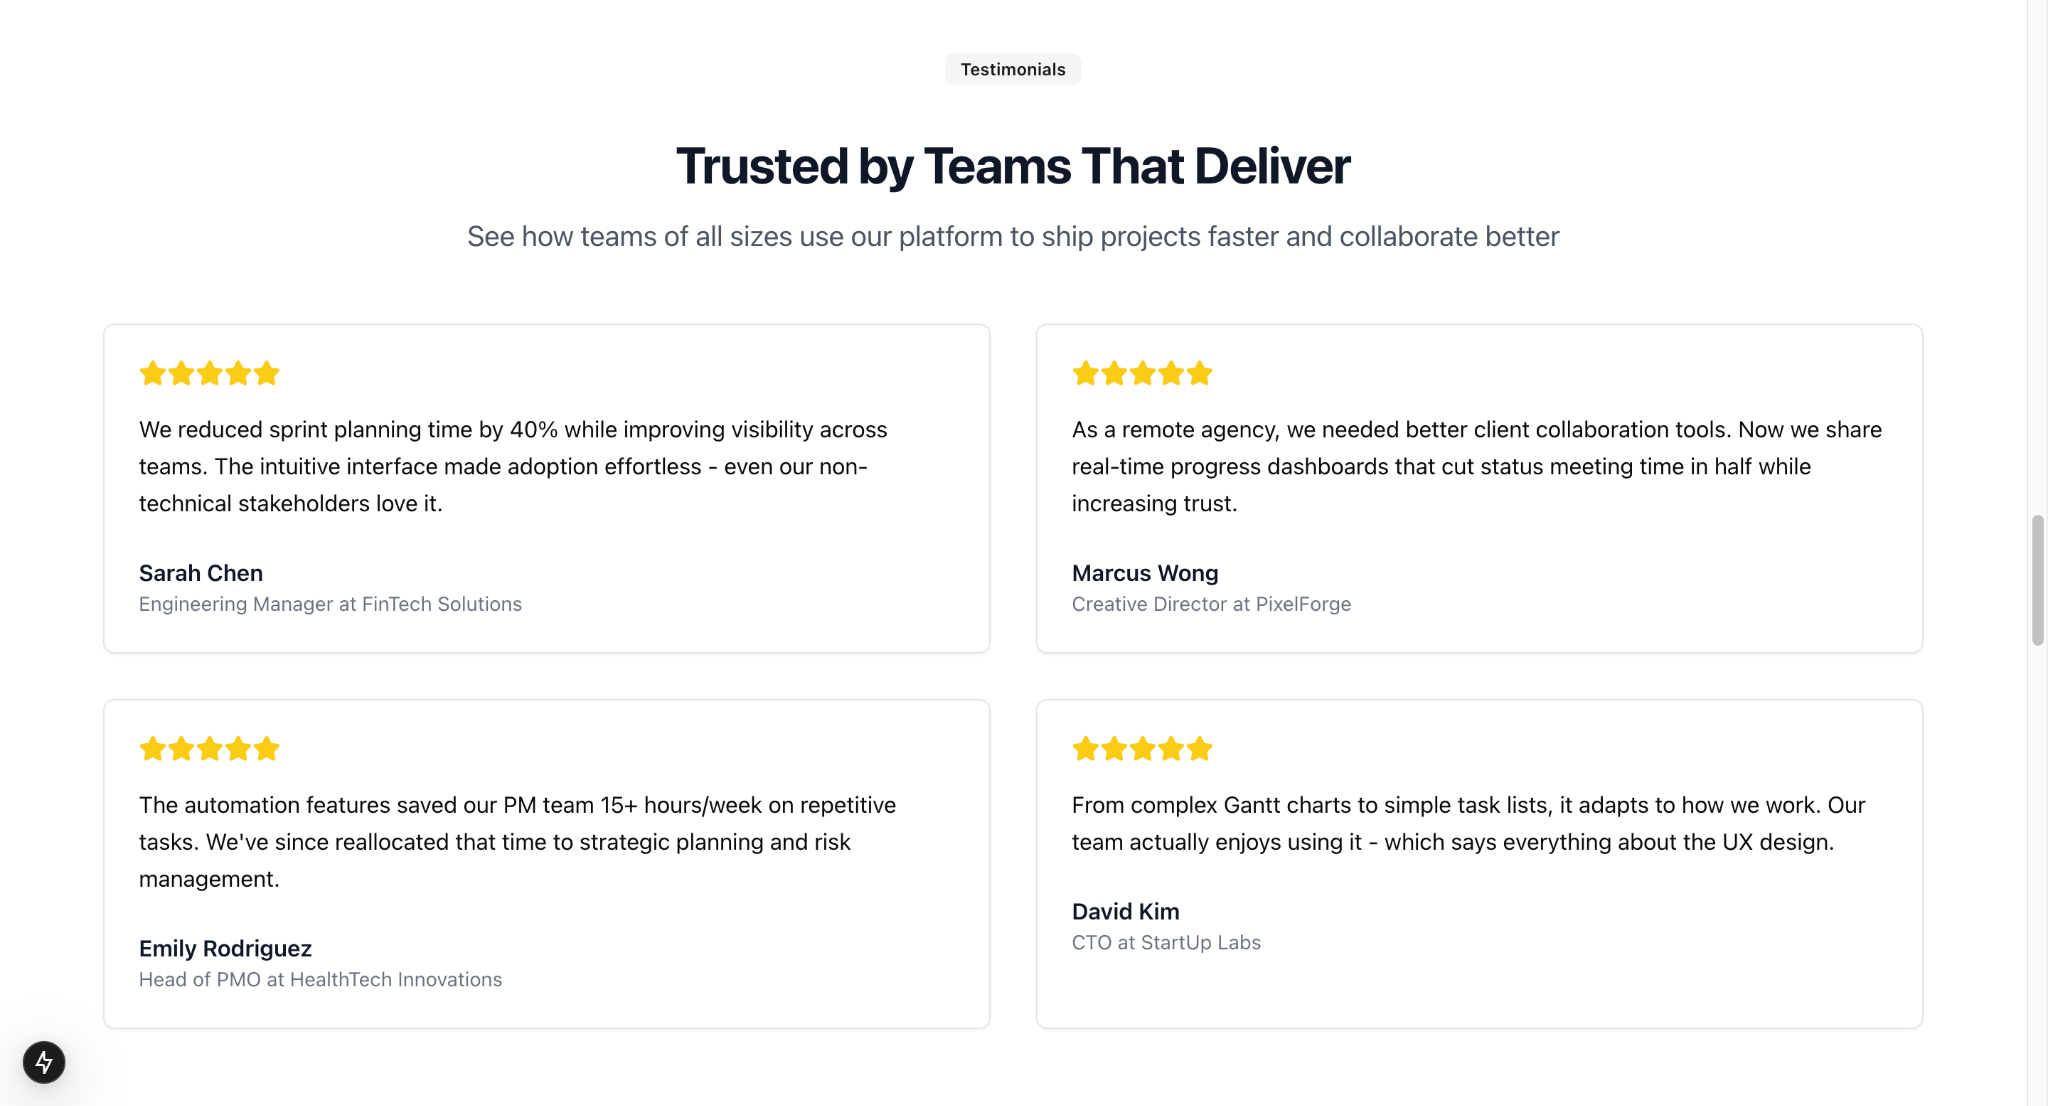 Testimonials
Trusted by Teams That Deliver
See how teams of all sizes use our platform to ship projects faster and collaborate better
We reduced sprint planning time by 40% while improving visibility across
teams. The intuitive interface made adoption effortless - even our non-
technical stakeholders love it.
Sarah Chen
Engineering Manager at FinTech Solutions
As a remote agency, we needed better client collaboration tools. Now we share
real-time progress dashboards that cut status meeting time in half while
increasing trust.
Marcus Wong
Creative Director at PixelForge
The automation features saved our PM team 15+ hours/week on repetitive
tasks. We've since reallocated that time to strategic planning and risk
management.
Emily Rodriguez
Head of PMO at HealthTech Innovations
From complex Gantt charts to simple task lists, it adapts to how we work. Our
team actually enjoys using it - which says everything about the UX design.
David Kim
CTO at StartUp Labs